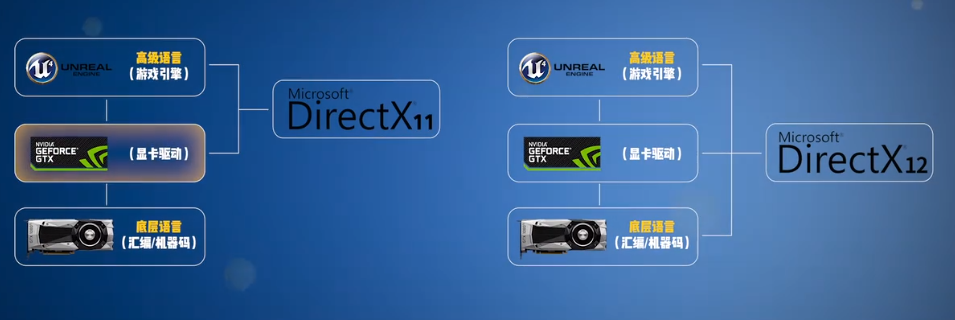 UNREAL
ENGINE
高级语言
(游戏引擎)
NVIDIA
GEFORCE
GTX
(显卡驱动)
底层语言
(汇编/机器码)
Microsoft®
DirectX 11
UNREAL
ENGINE
高级语言
(游戏引擎)
NVIDIA
GEFORCE
GTX
(显卡驱动)
底层语言
(汇编/机器码)
Microsoft®
DirectX 12